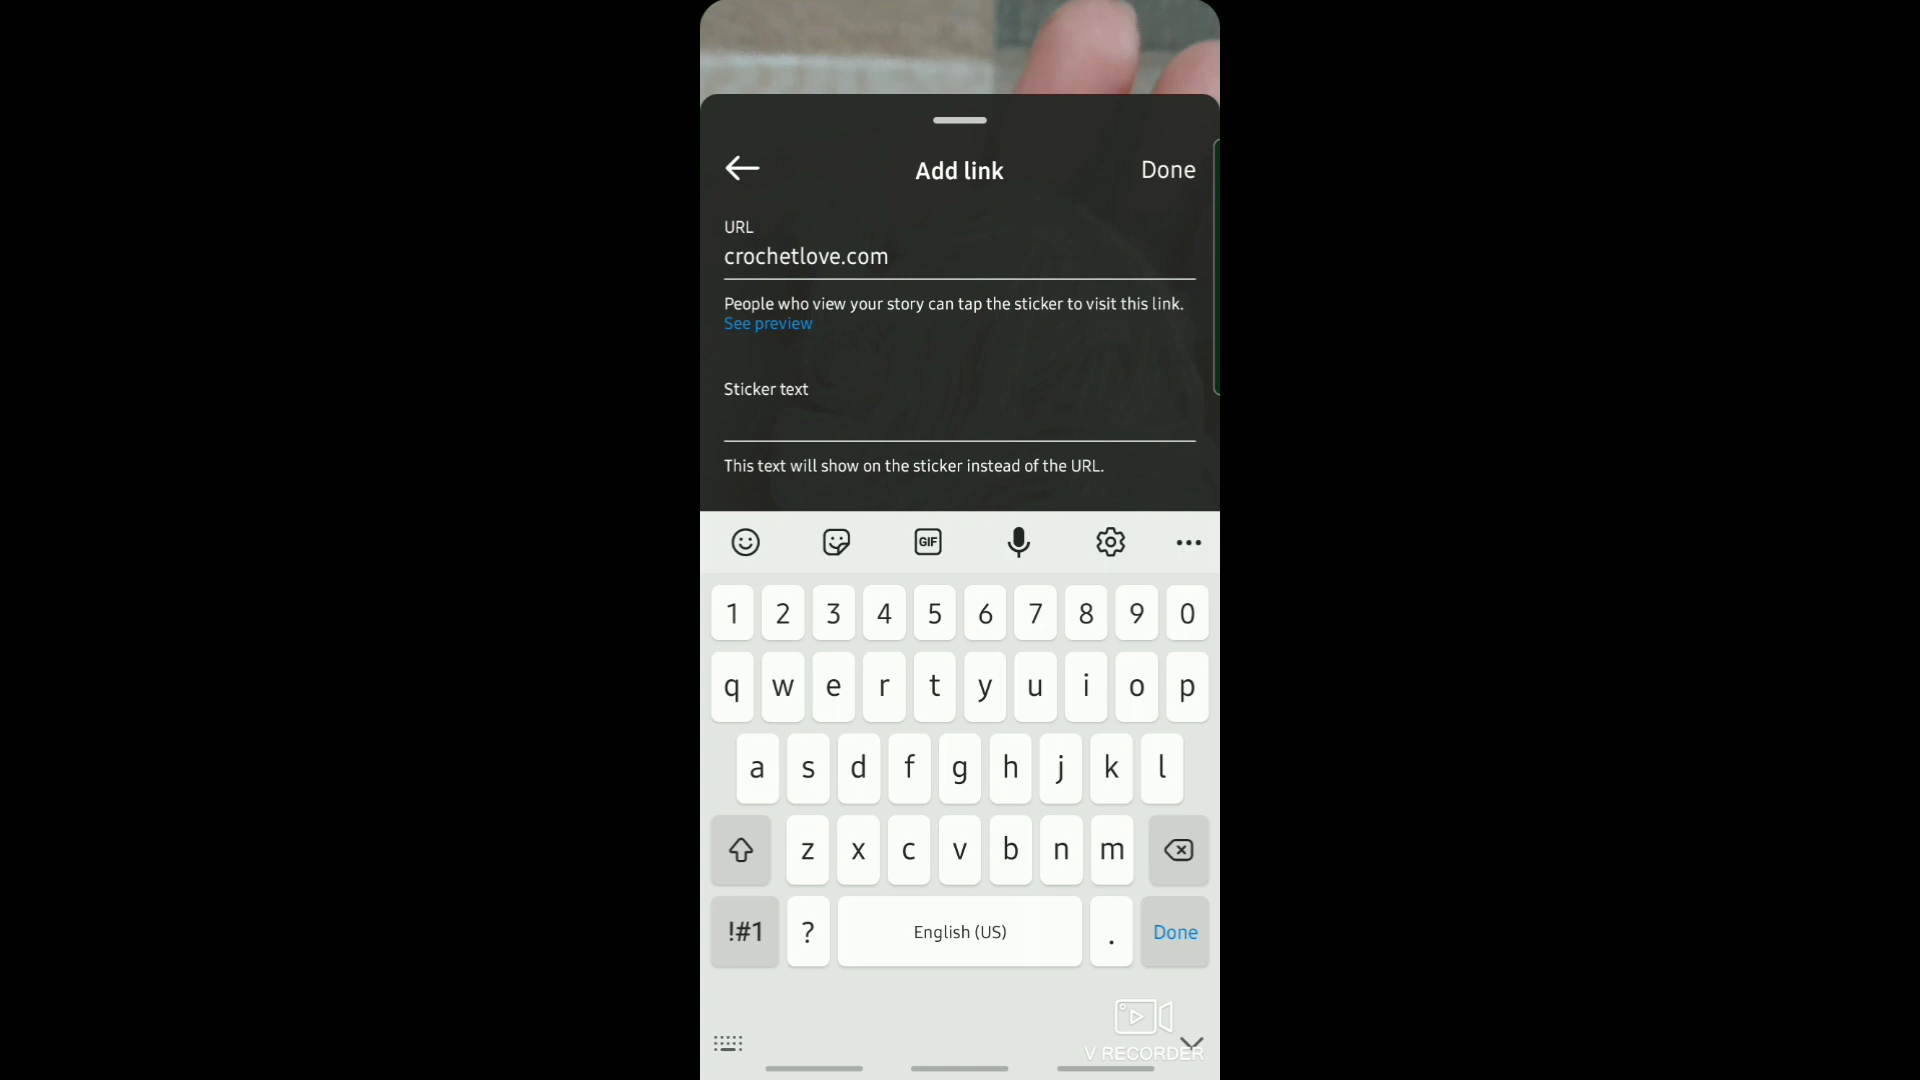 Add link
Done
URL
crochetlove.com
People who view your story can tap the sticker to visit this link.
See preview
Sticker text
This text will show on the sticker instead of the URL.
GIF
1 2 3 4 5 6 7 8 9 0
q w e r t y u i o p
a s d f g h j k l
z x c v b n m
!#1 ? English (US) . Done
V RECORDER